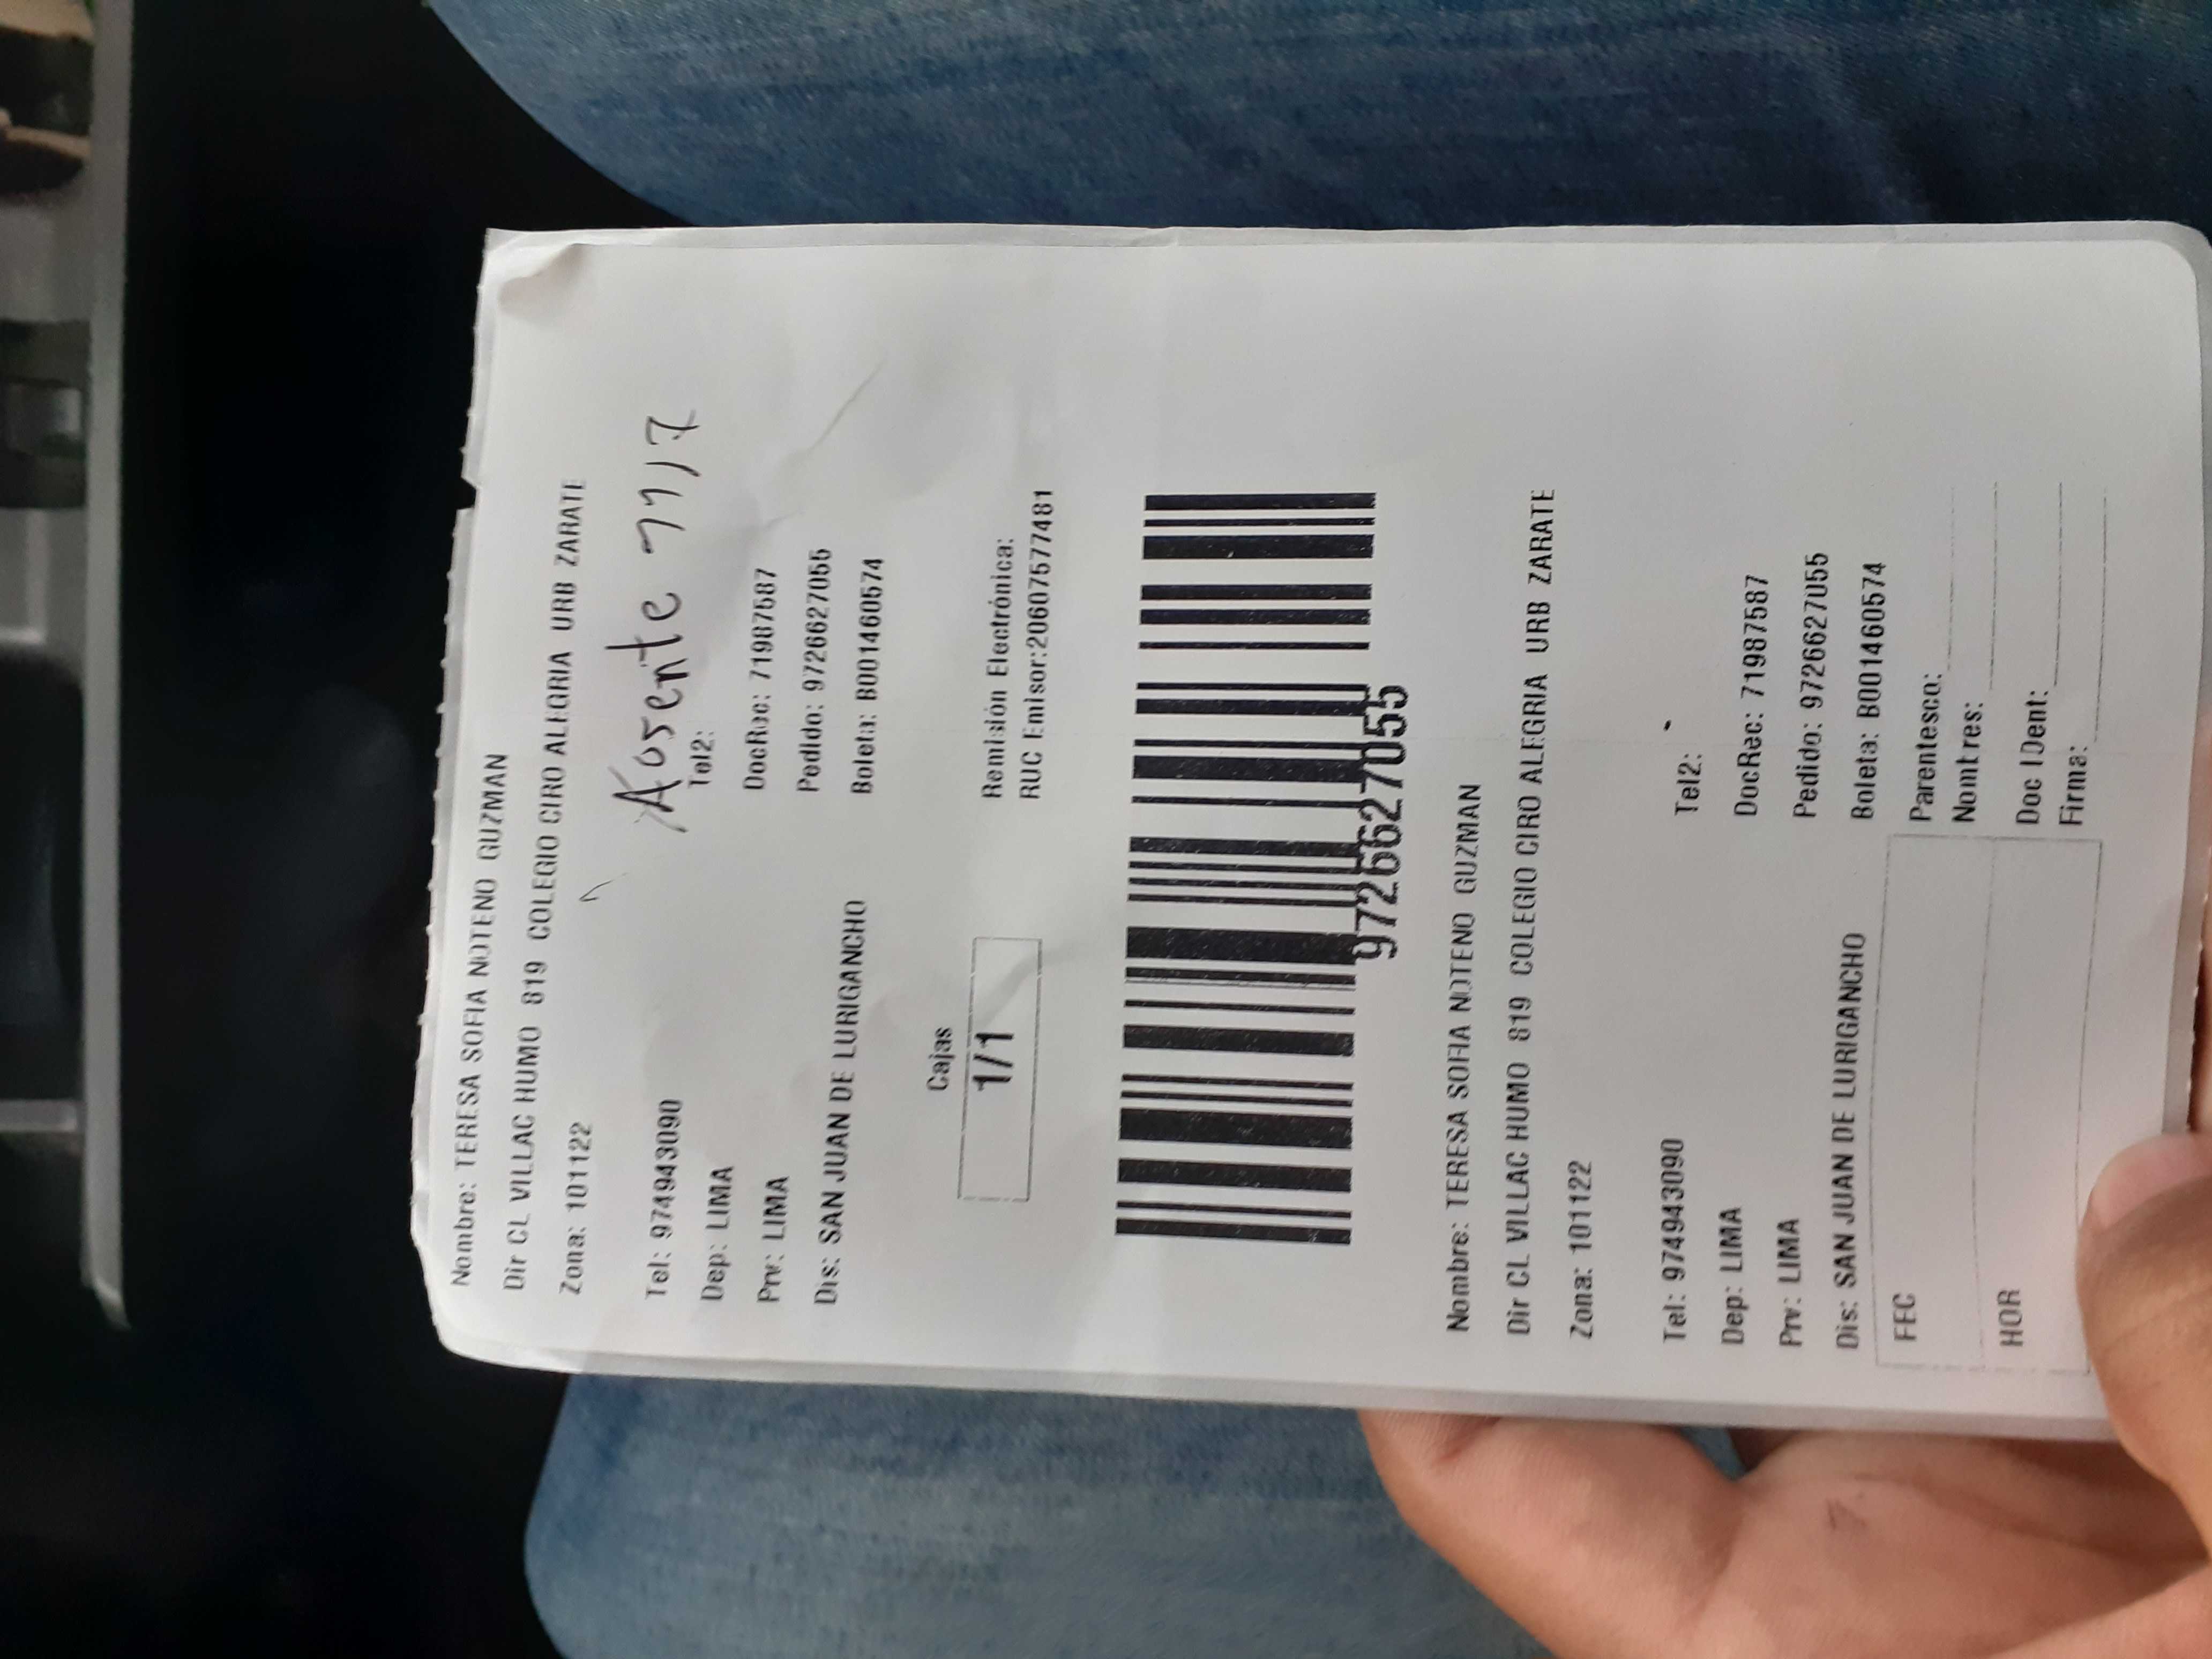 Nombre: TERESA SOFIA NOTENO GUZMAN
Dir CL VILLAC HUMO 819 COLEGIO CIRO ALEGRIA URB ZARATE
Zona: 101122
Ausente 11/7
Tel: 974943090 Tel2:
Dep: LIMA DocRec: 71987587
Prv: LIMA Pedido: 9726627055
Dis: SAN JUAN DE LURIGANCHO Boleta: B001460574
Cajas
1/1
Remisión Electrónica:
RUC Emisor:20607577481
9726627055
Nombre: TERESA SOFIA NOTENO GUZMAN
Dir CL VILLAC HUMO 819 COLEGIO CIRO ALEGRIA URB ZARATE
Zona: 101122
Tel: 974943090 Tel2:
Dep: LIMA DocRec: 71987587
Prv: LIMA Pedido: 9726627055
Dis: SAN JUAN DE LURIGANCHO Boleta: B001460574
FEC
HOR
Parentesco:
Nombres:
Doc IDent:
Firma: